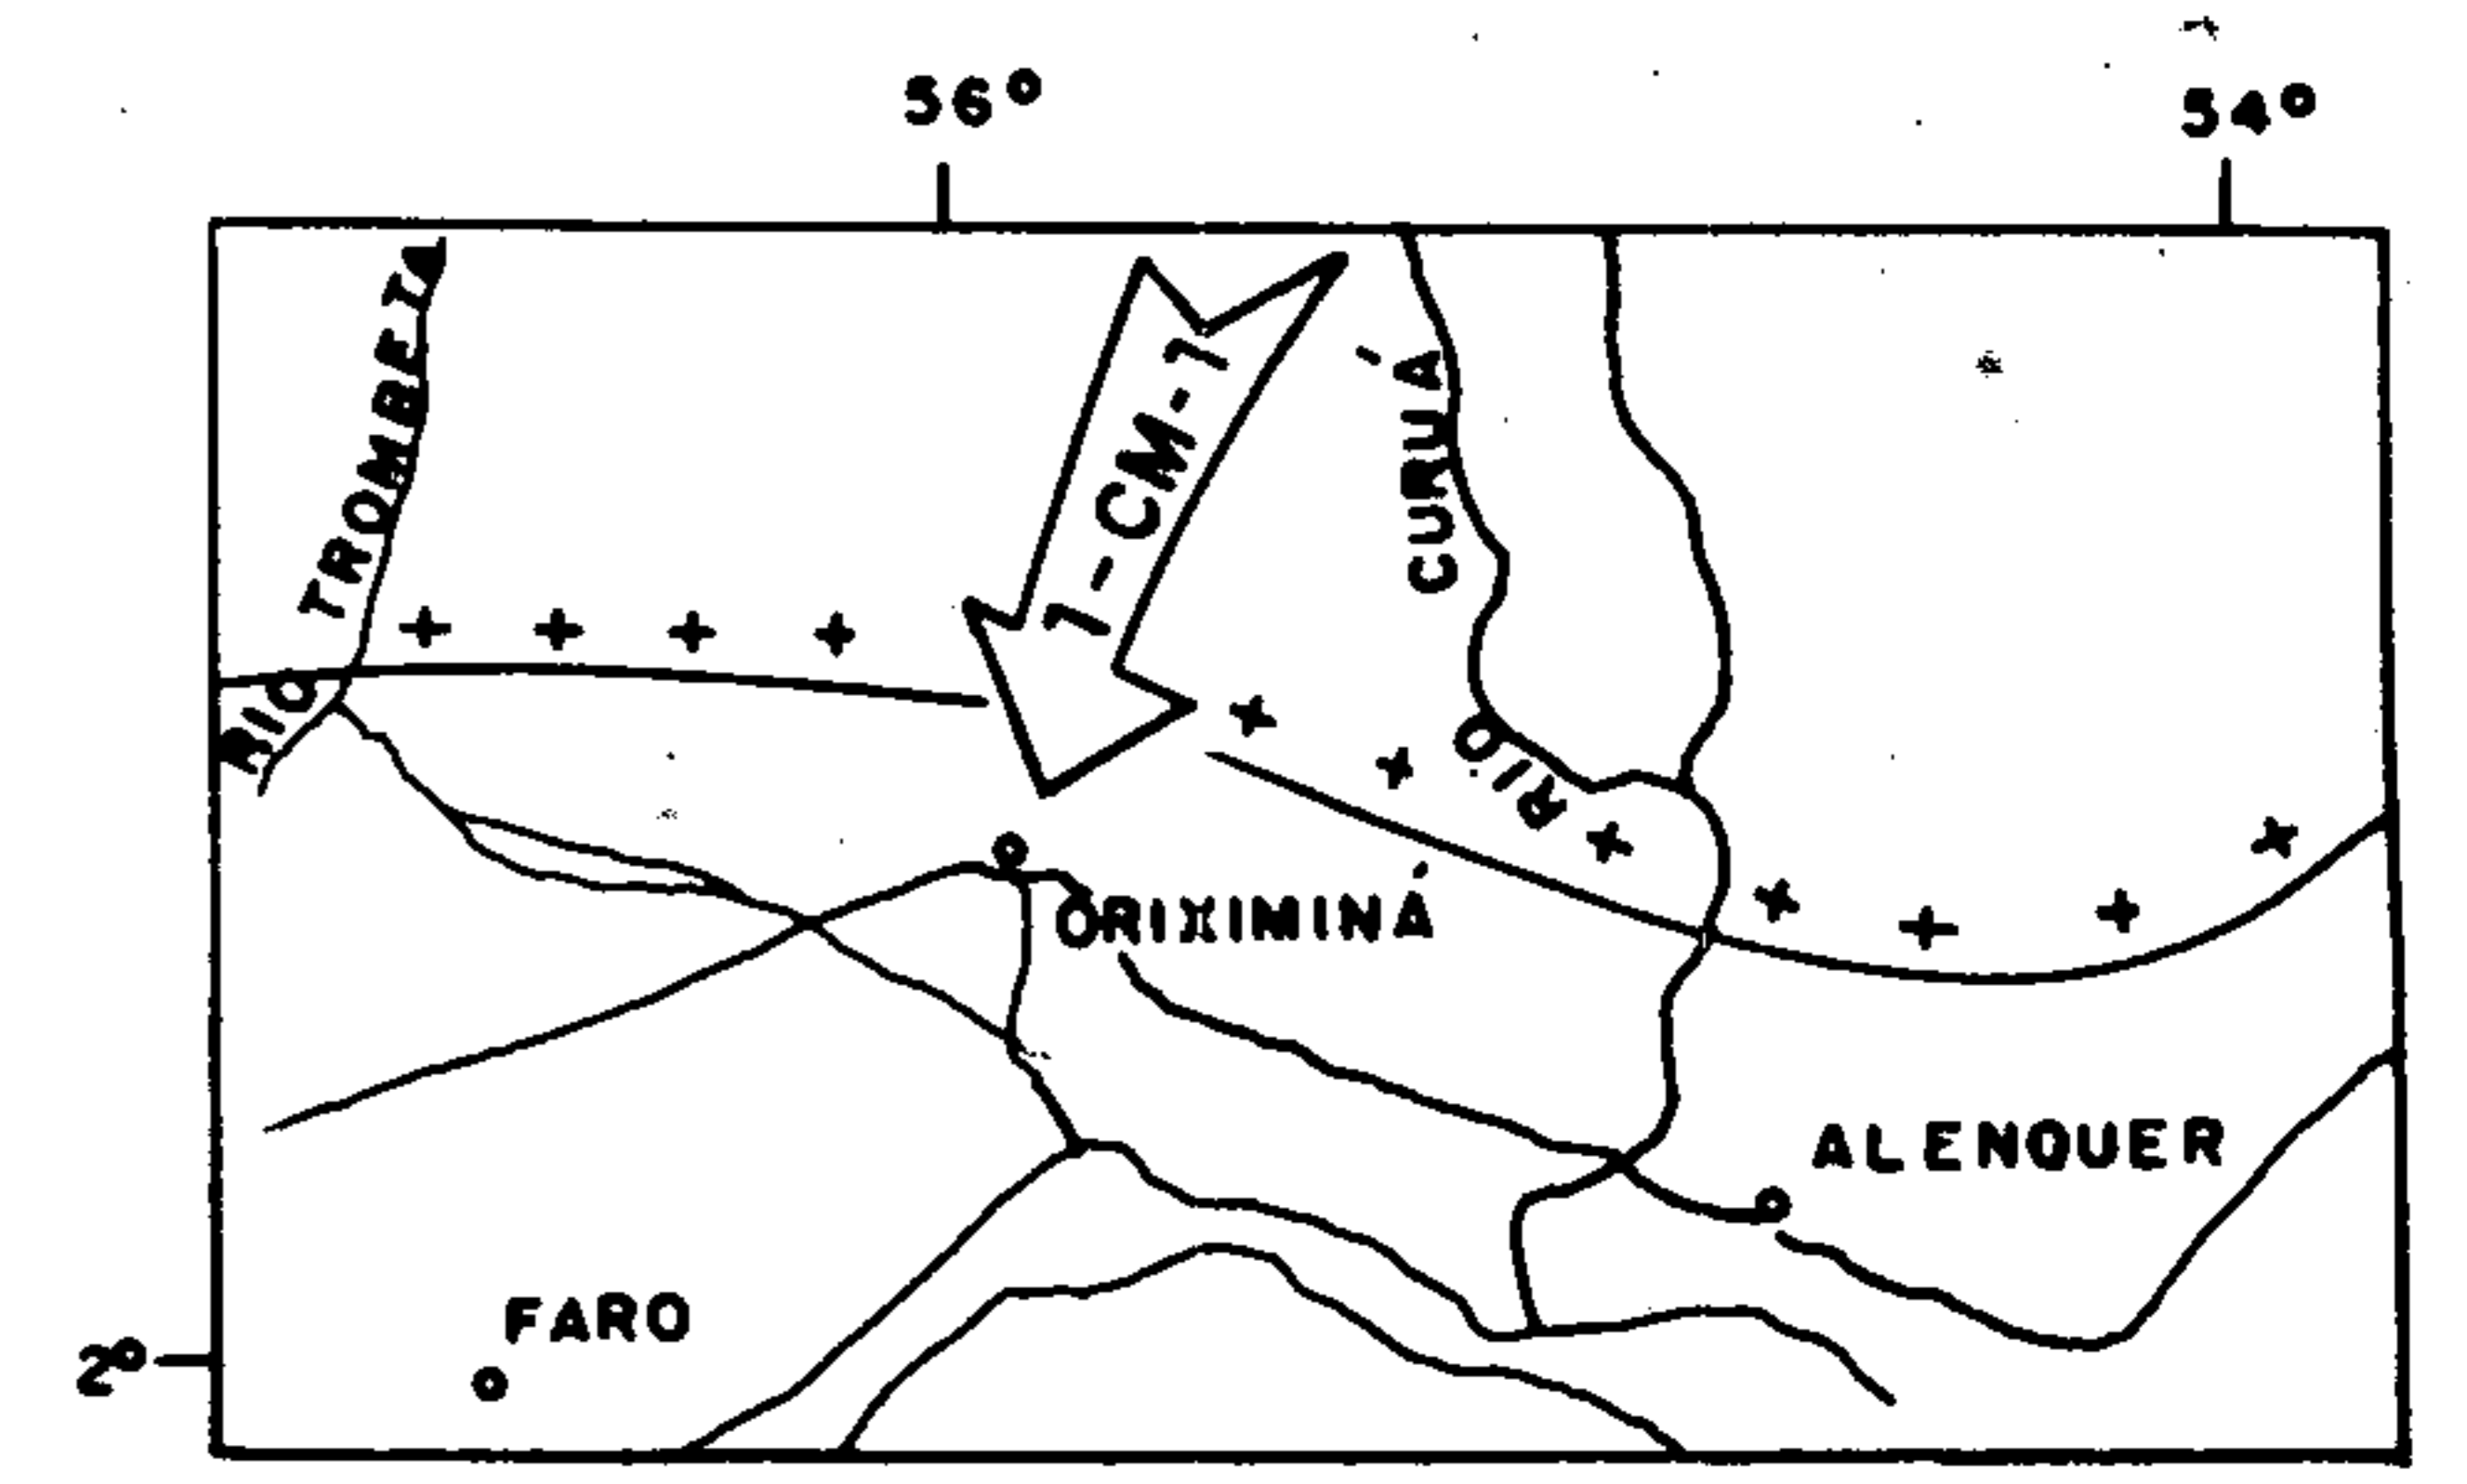 56° 54°
RIO TROMBETA
1-CM-1
RIO CURUÁ
ORIXIMINÁ
ALENQUER
FARO
2°